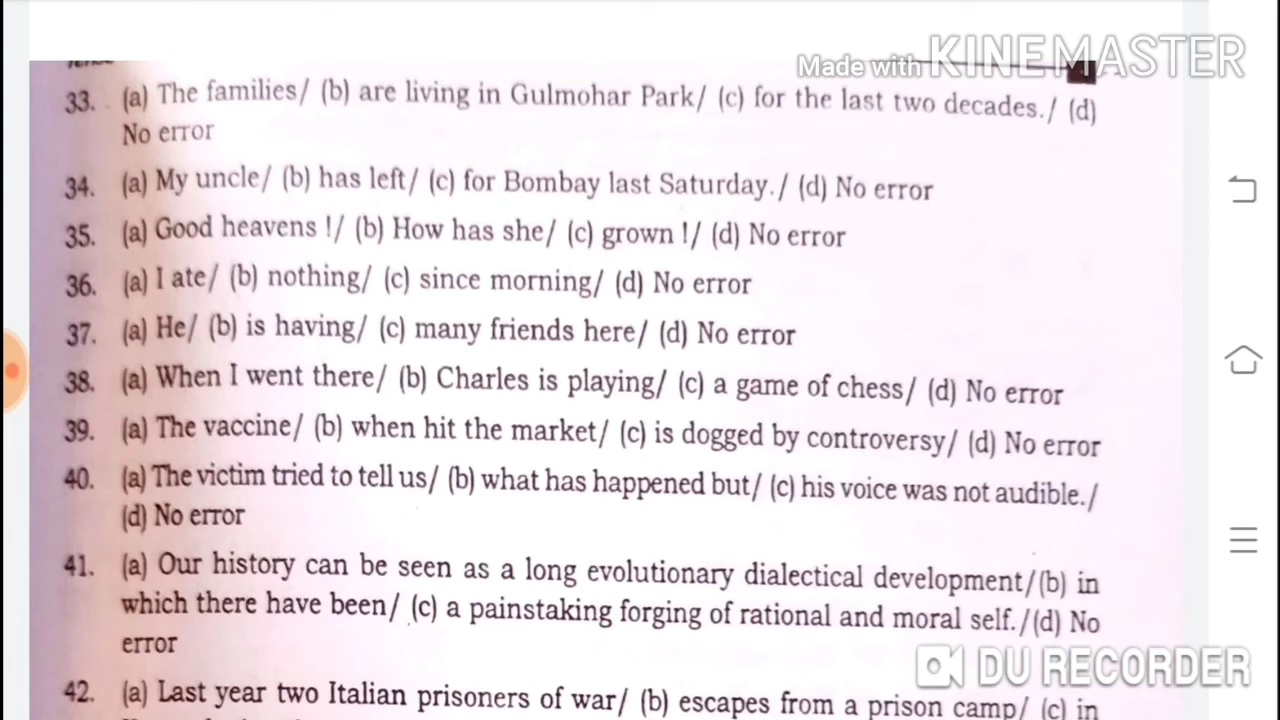 Made with KINEMASTER
33. (a) The families/ (b) are living in Gulmohar Park/ (c) for the last two decades./ (d)
No error
34. (a) My uncle/ (b) has left/ (c) for Bombay last Saturday./ (d) No error
35. (a) Good heavens !/ (b) How has she/ (c) grown !/ (d) No error
36. (a) I ate/ (b) nothing/ (c) since morning/ (d) No error
37. (a) He/ (b) is having/ (c) many friends here/ (d) No error
38. (a) When I went there/ (b) Charles is playing/ (c) a game of chess/ (d) No error
39. (a) The vaccine/ (b) when hit the market/ (c) is dogged by controversy/ (d) No error
40. (a) The victim tried to tell us/ (b) what has happened but/ (c) his voice was not audible./
(d) No error
41. (a) Our history can be seen as a long evolutionary dialectical development/(b) in
which there have been/ (c) a painstaking forging of rational and moral self./(d) No
error
DU RECORDER
42. (a) Last year two Italian prisoners of war/ (b) escapes from a prison camp/ (c) in